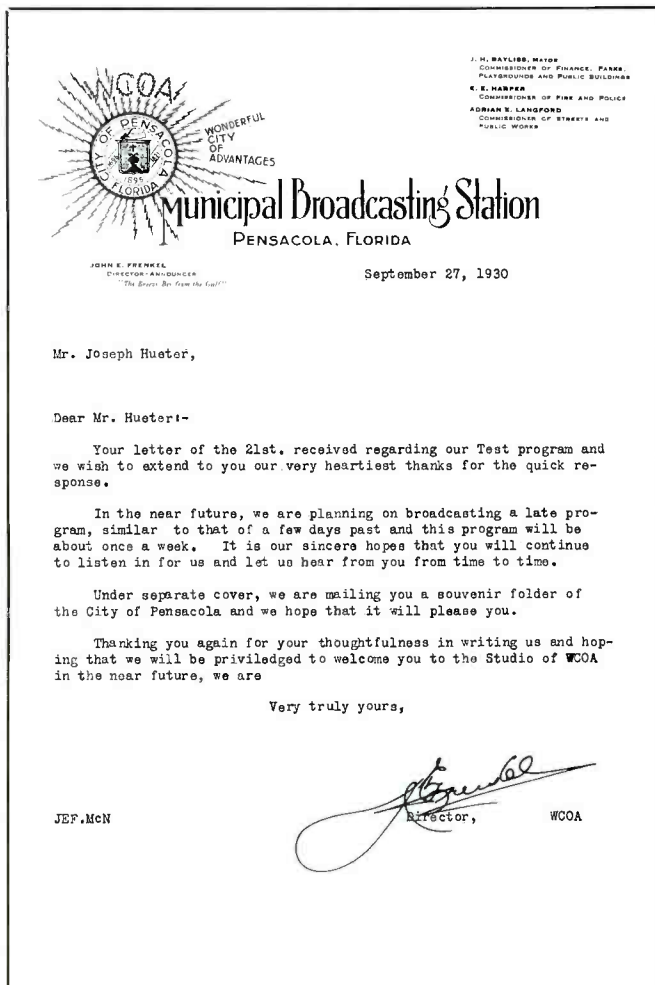 J. H. BAYLISS, MAYOR
COMMISSIONER OF FINANCE, PARKS,
PLAYGROUNDS AND PUBLIC BUILDINGS
E. E. HARPER
COMMISSIONER OF FIRE AND POLICE
ADRIAN E. LANGFORD
COMMISSIONER OF STREETS AND
PUBLIC WORKS
WCOA
CITY OF PENSACOLA
FLORIDA
1895
WONDERFUL
CITY
OF
ADVANTAGES
Municipal Broadcasting Station
PENSACOLA, FLORIDA
JOHN E. FRENKEL
DIRECTOR-ANNOUNCER
"The Breezy Bee from the Gulf"
September 27, 1930
Mr. Joseph Hueter,
Dear Mr. Hueter:-
Your letter of the 21st. received regarding our Test program and
we wish to extend to you our very heartiest thanks for the quick re-
sponse.
In the near future, we are planning on broadcasting a late pro-
gram, similar to that of a few days past and this program will be
about once a week. It is our sincere hopes that you will continue
to listen in for us and let us hear from you from time to time.
Under separate cover, we are mailing you a souvenir folder of
the City of Pensacola and we hope that it will please you.
Thanking you again for your thoughtfulness in writing us and hop-
ing that we will be priviledged to welcome you to the Studio of WCOA
in the near future, we are
Very truly yours,
JEFrenkel
JEF.McN Director, WCOA